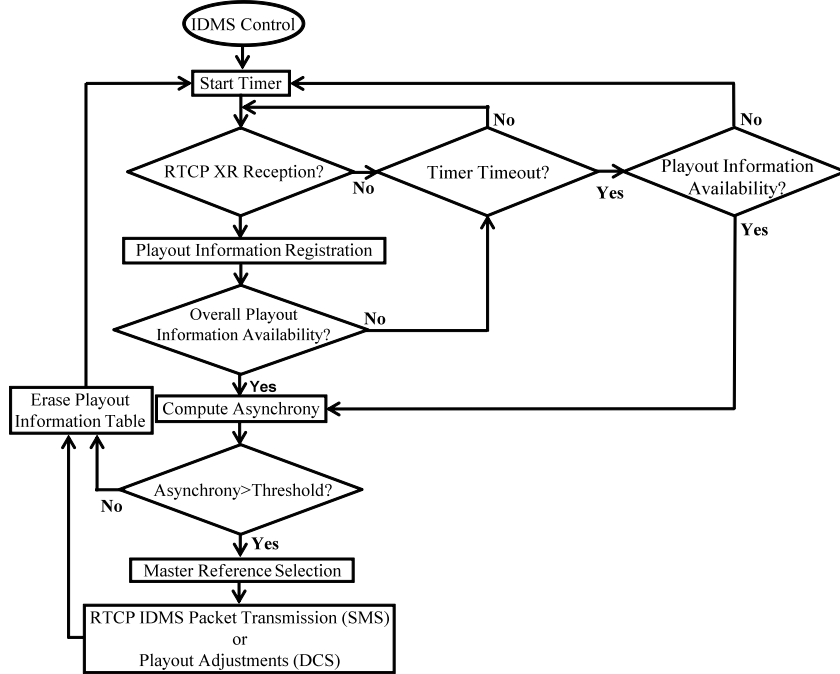 IDMS Control
Start Timer
No
No
RTCP XR Reception?
No
Timer Timeout?
Yes
Playout Information
Availability?
Yes
Playout Information Registration
Overall Playout
Information Availability?
No
Yes
Erase Playout
Information Table
Compute Asynchrony
Asynchrony>Threshold?
No
Yes
Master Reference Selection
RTCP IDMS Packet Transmission (SMS)
or
Playout Adjustments (DCS)